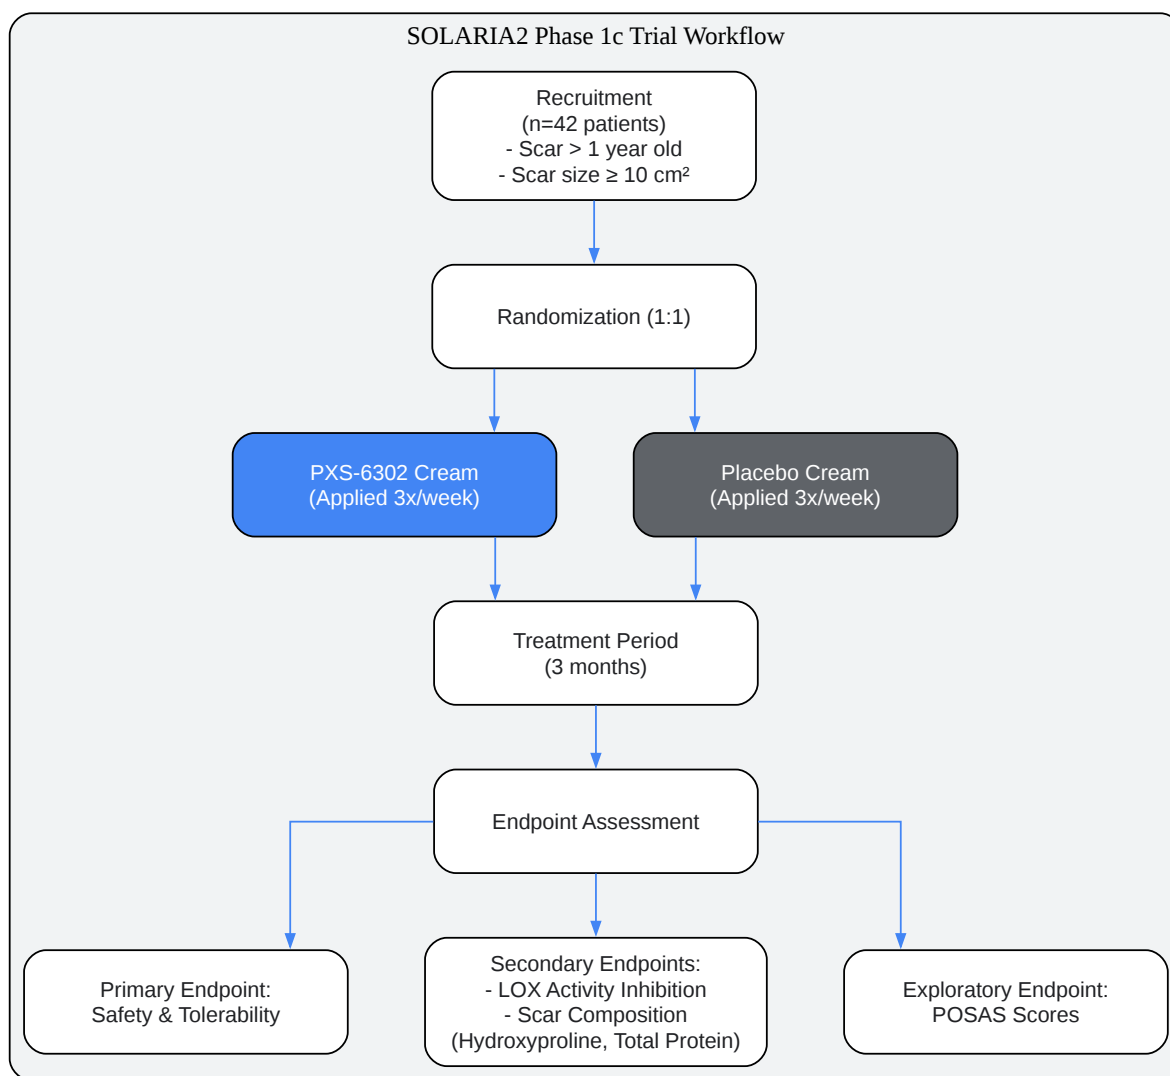 SOLARIA2 Phase 1c Trial Workflow
Recruitment
(n=42 patients)
- Scar > 1 year old
- Scar size ≥ 10 cm²
Randomization (1:1)
PXS-6302 Cream
(Applied 3x/week)
Placebo Cream
(Applied 3x/week)
Treatment Period
(3 months)
Endpoint Assessment
Primary Endpoint:
Safety & Tolerability
Secondary Endpoints:
- LOX Activity Inhibition
- Scar Composition
(Hydroxyproline, Total Protein)
Exploratory Endpoint:
POSAS Scores